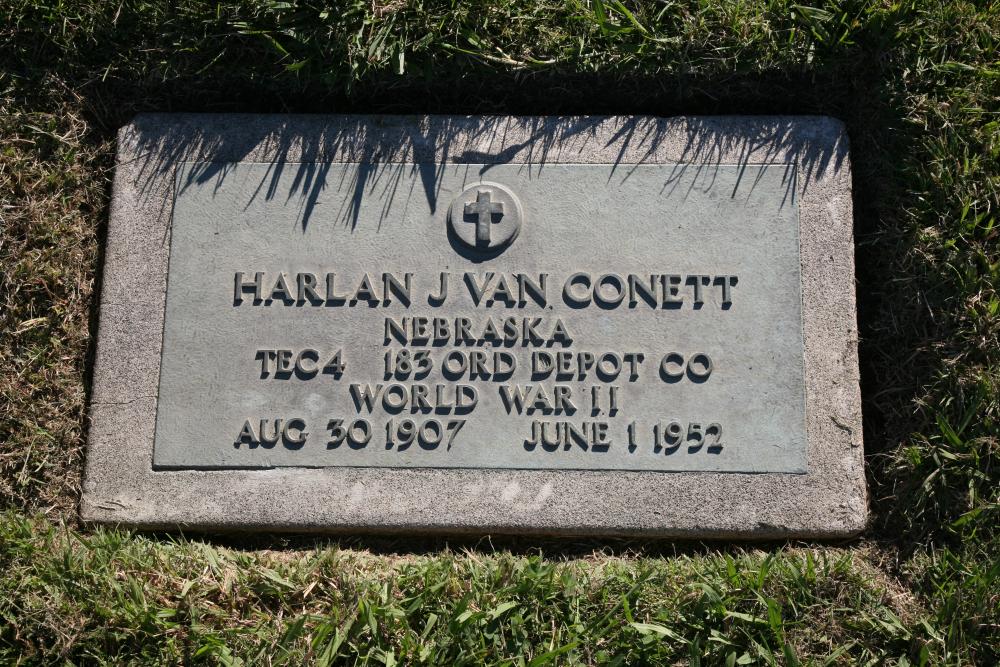 HARLAN J VAN CONETT
NEBRASKA
TEC4 183 ORD DEPOT CO
WORLD WAR II
AUG 30 1907 JUNE 1 1952